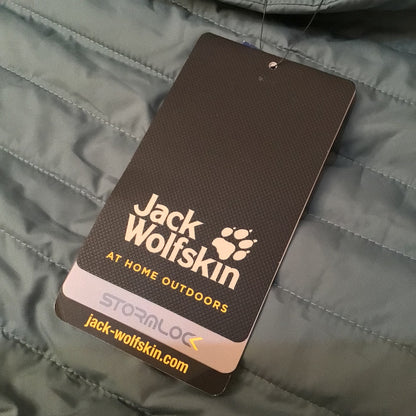 Jack
Wolfskin
AT HOME OUTDOORS
STORMLOCK
jack-wolfskin.com